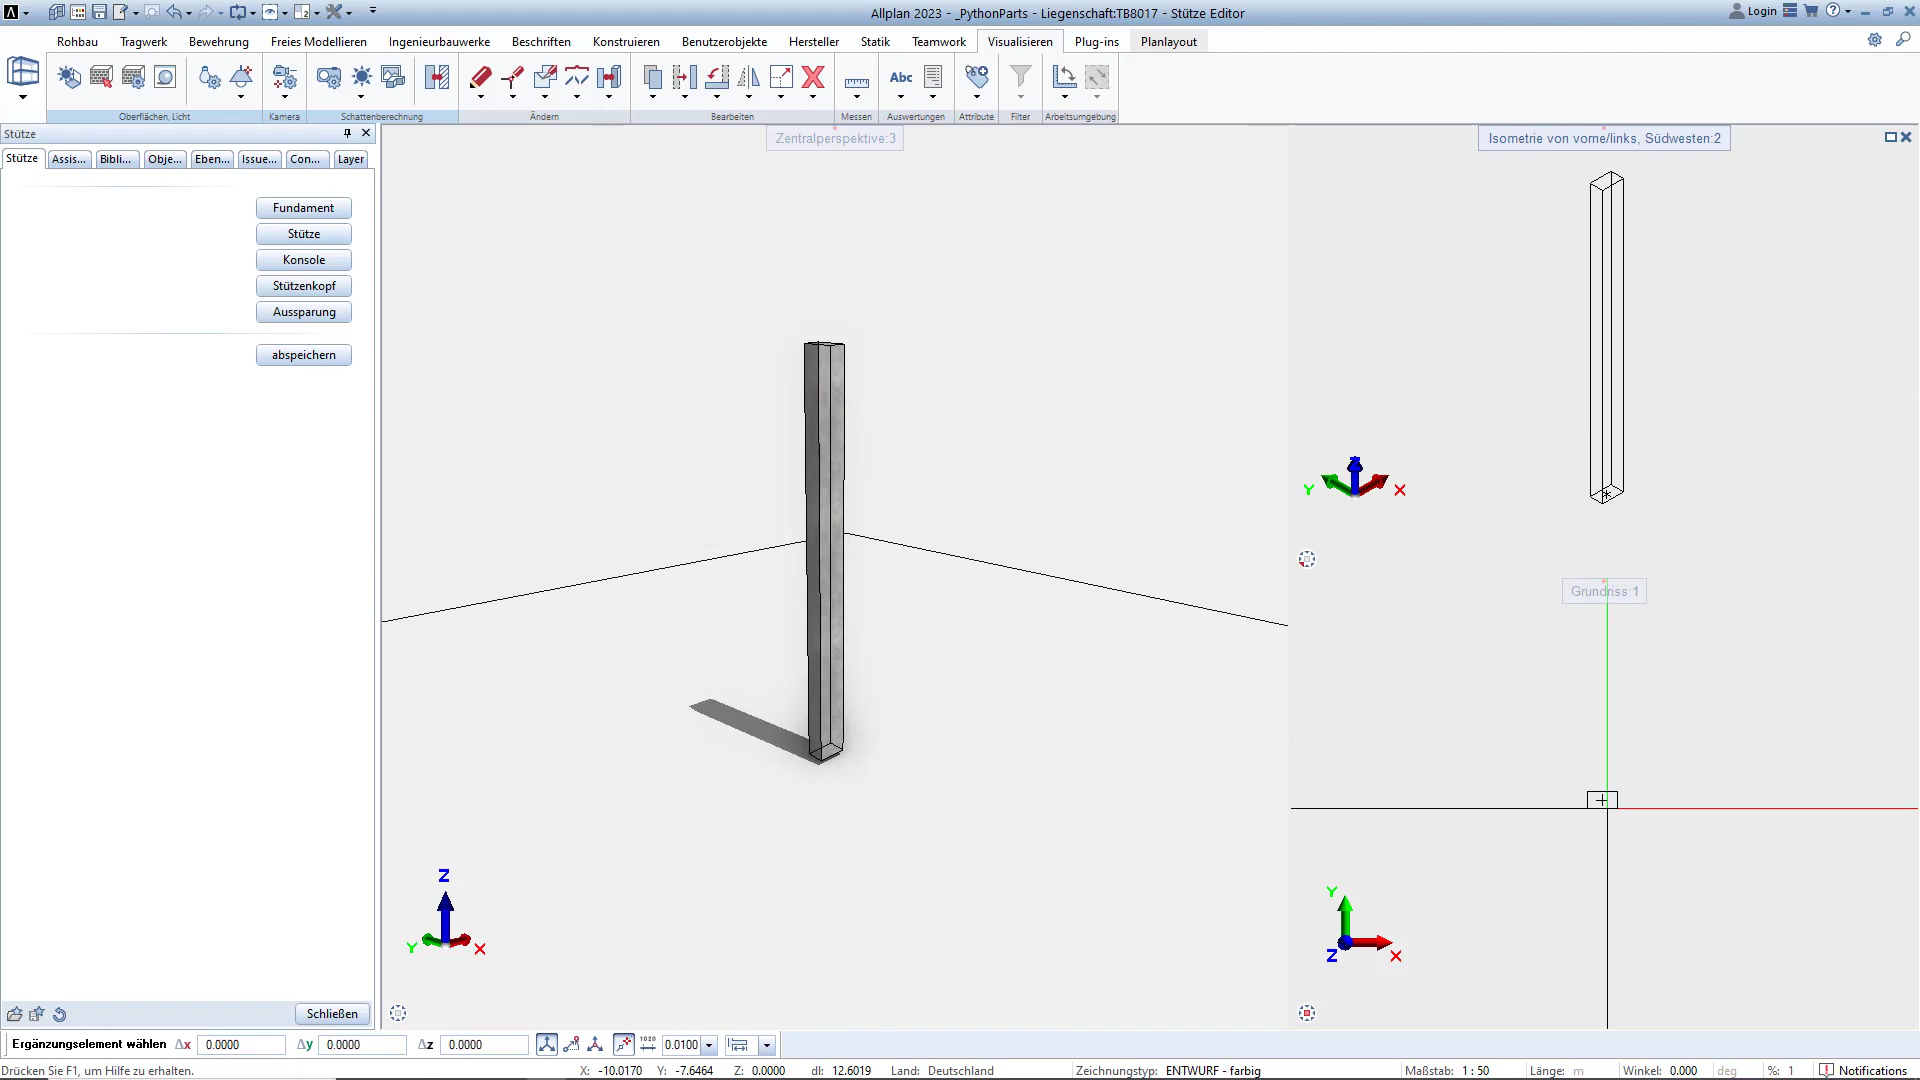 Allplan 2023 - _PythonParts - Liegenschaft:TB8017 - Stütze Editor
Login
Rohbau Tragwerk Bewehrung Freies Modellieren Ingenieurbauwerke Beschriften Konstruieren Benutzerobjekte Hersteller Statik Teamwork Visualisieren Plug-ins Planlayout
Abc
Oberflächen, Licht Kamera Schattenberechnung Ändern Bearbeiten Messen Auswertungen Attribute Filter Arbeitsumgebung
Stütze
Stütze Assis... Bibli... Obje... Eben... Issue... Con... Layer
Fundament
Stütze
Konsole
Stützenkopf
Aussparung
abspeichern
Schließen
Zentralperspektive:3
Z
Y X
Isometrie von vorne/links, Südwesten:2
Z
Y X
Grundriss:1
Y
Z X
Ergänzungselement wählen Δx 0.0000 Δy 0.0000 Δz 0.0000 1020 0.0100
Drücken Sie F1, um Hilfe zu erhalten. X: -10.0170 Y: -7.6464 Z: 0.0000 dl: 12.6019 Land: Deutschland Zeichnungstyp: ENTWURF - farbig Maßstab: 1 : 50 Länge: m Winkel: 0.000 deg %: 1 Notifications